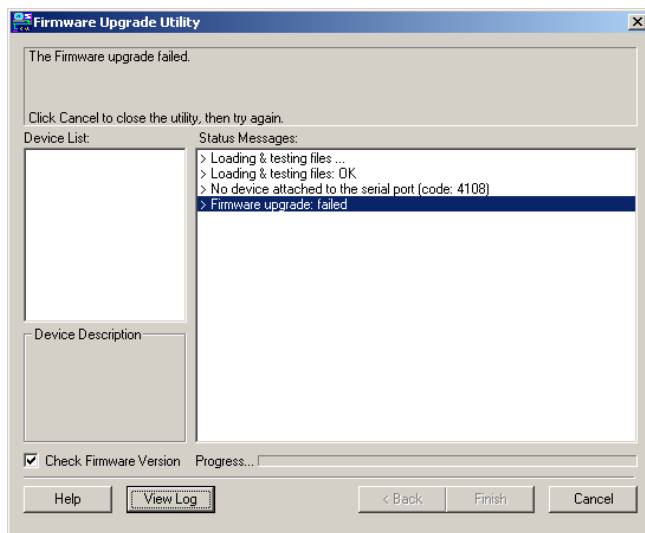 Firmware Upgrade Utility
The Firmware upgrade failed.
Click Cancel to close the utility, then try again.
Device List:
Status Messages:
> Loading & testing files ...
> Loading & testing files: OK
> No device attached to the serial port (code: 4108)
> Firmware upgrade: failed
Device Description
Check Firmware Version
Progress...
Help
View Log
< Back
Finish
Cancel